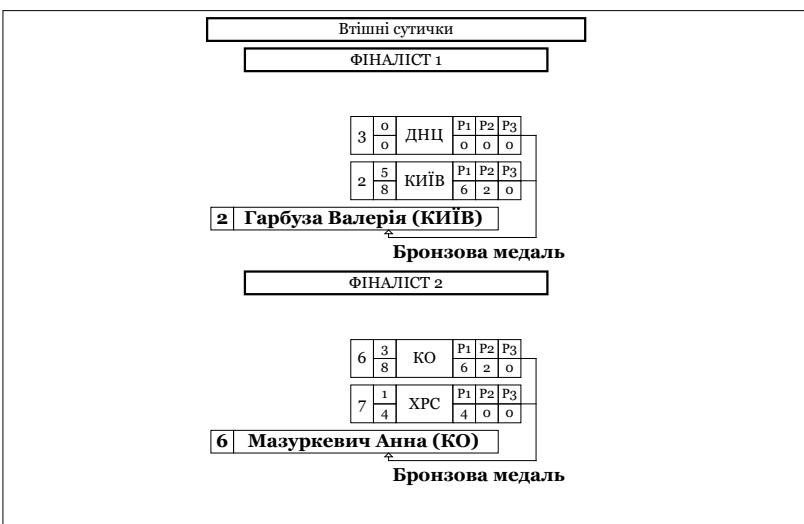 Втішні сутички
ФІНАЛІСТ 1
3 0 ДНЦ P1 P2 P3
0 0 0 0
2 5 КИЇВ P1 P2 P3
8 6 2 0
2 Гарбуза Валерія (КИЇВ)
Бронзова медаль
ФІНАЛІСТ 2
6 3 КО P1 P2 P3
8 6 2 0
7 1 ХРС P1 P2 P3
4 4 0 0
6 Мазуркевич Анна (КО)
Бронзова медаль